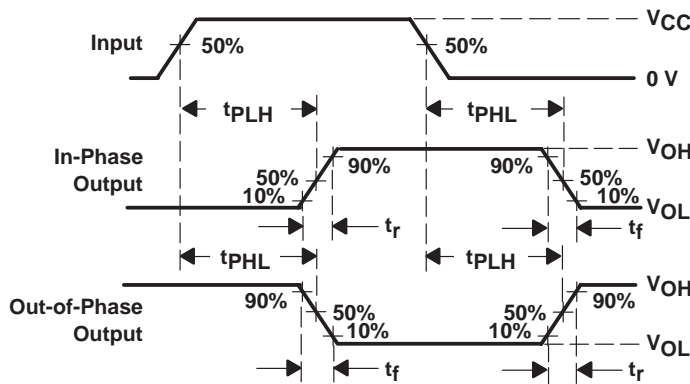 VCC
Input
50%
50%
0 V
tPLH
tPHL
In-Phase
Output
VOH
90%
90%
50%
50%
10%
10%
VOL
tr
tf
tPHL
tPLH
Out-of-Phase
Output
VOH
90%
90%
50%
50%
10%
10%
VOL
tf
tr